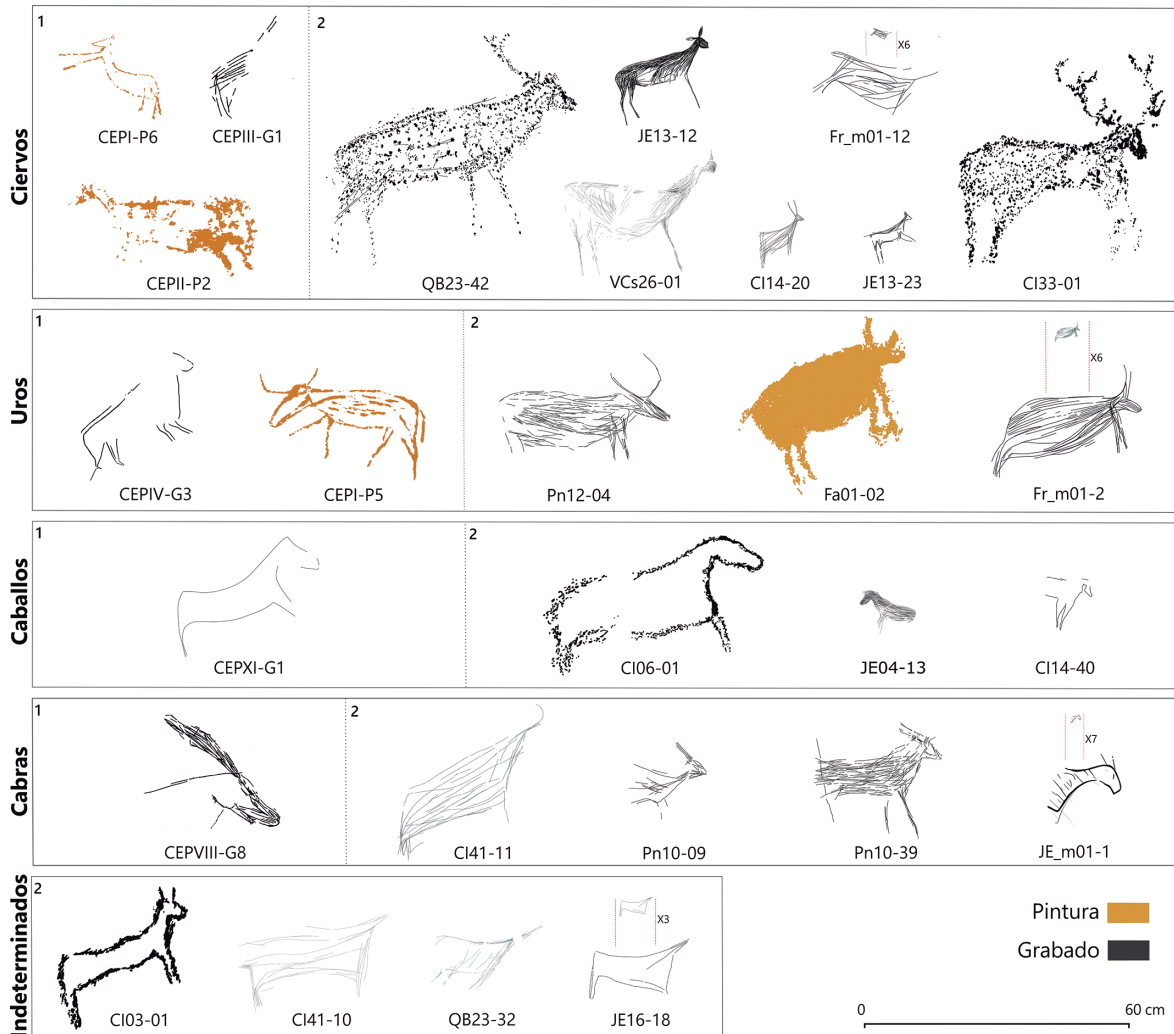 Ciervos
1
2
CEPI-P6
CEPIII-G1
CEPII-P2
QB23-42
JE13-12
X6
Fr_m01-12
VCs26-01
CI14-20
JE13-23
CI33-01
Uros
1
2
CEPIV-G3
CEPI-P5
Pn12-04
Fa01-02
X6
Fr_m01-2
Caballos
1
2
CEPXI-G1
CI06-01
JE04-13
CI14-40
Cabras
1
2
CEPVIII-G8
CI41-11
Pn10-09
Pn10-39
X7
JE_m01-1
Indeterminados
2
CI03-01
CI41-10
QB23-32
X3
JE16-18
Pintura
Grabado
0 60 cm